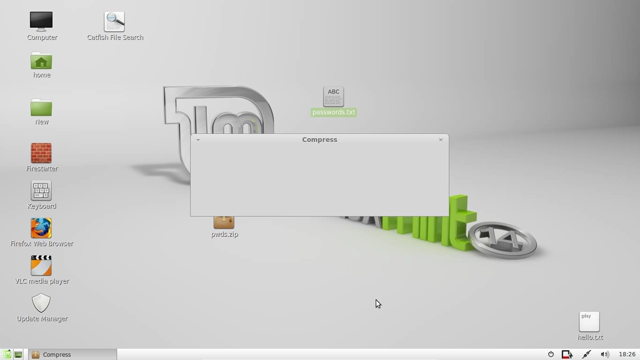 Computer
Catfish File Search
home
ABC
passwords.txt
New
Compress
Firestarter
Keyboard
pwds.zip
Firefox Web Browser
VLC media player
Update Manager
play
hello.txt
Compress
18:26